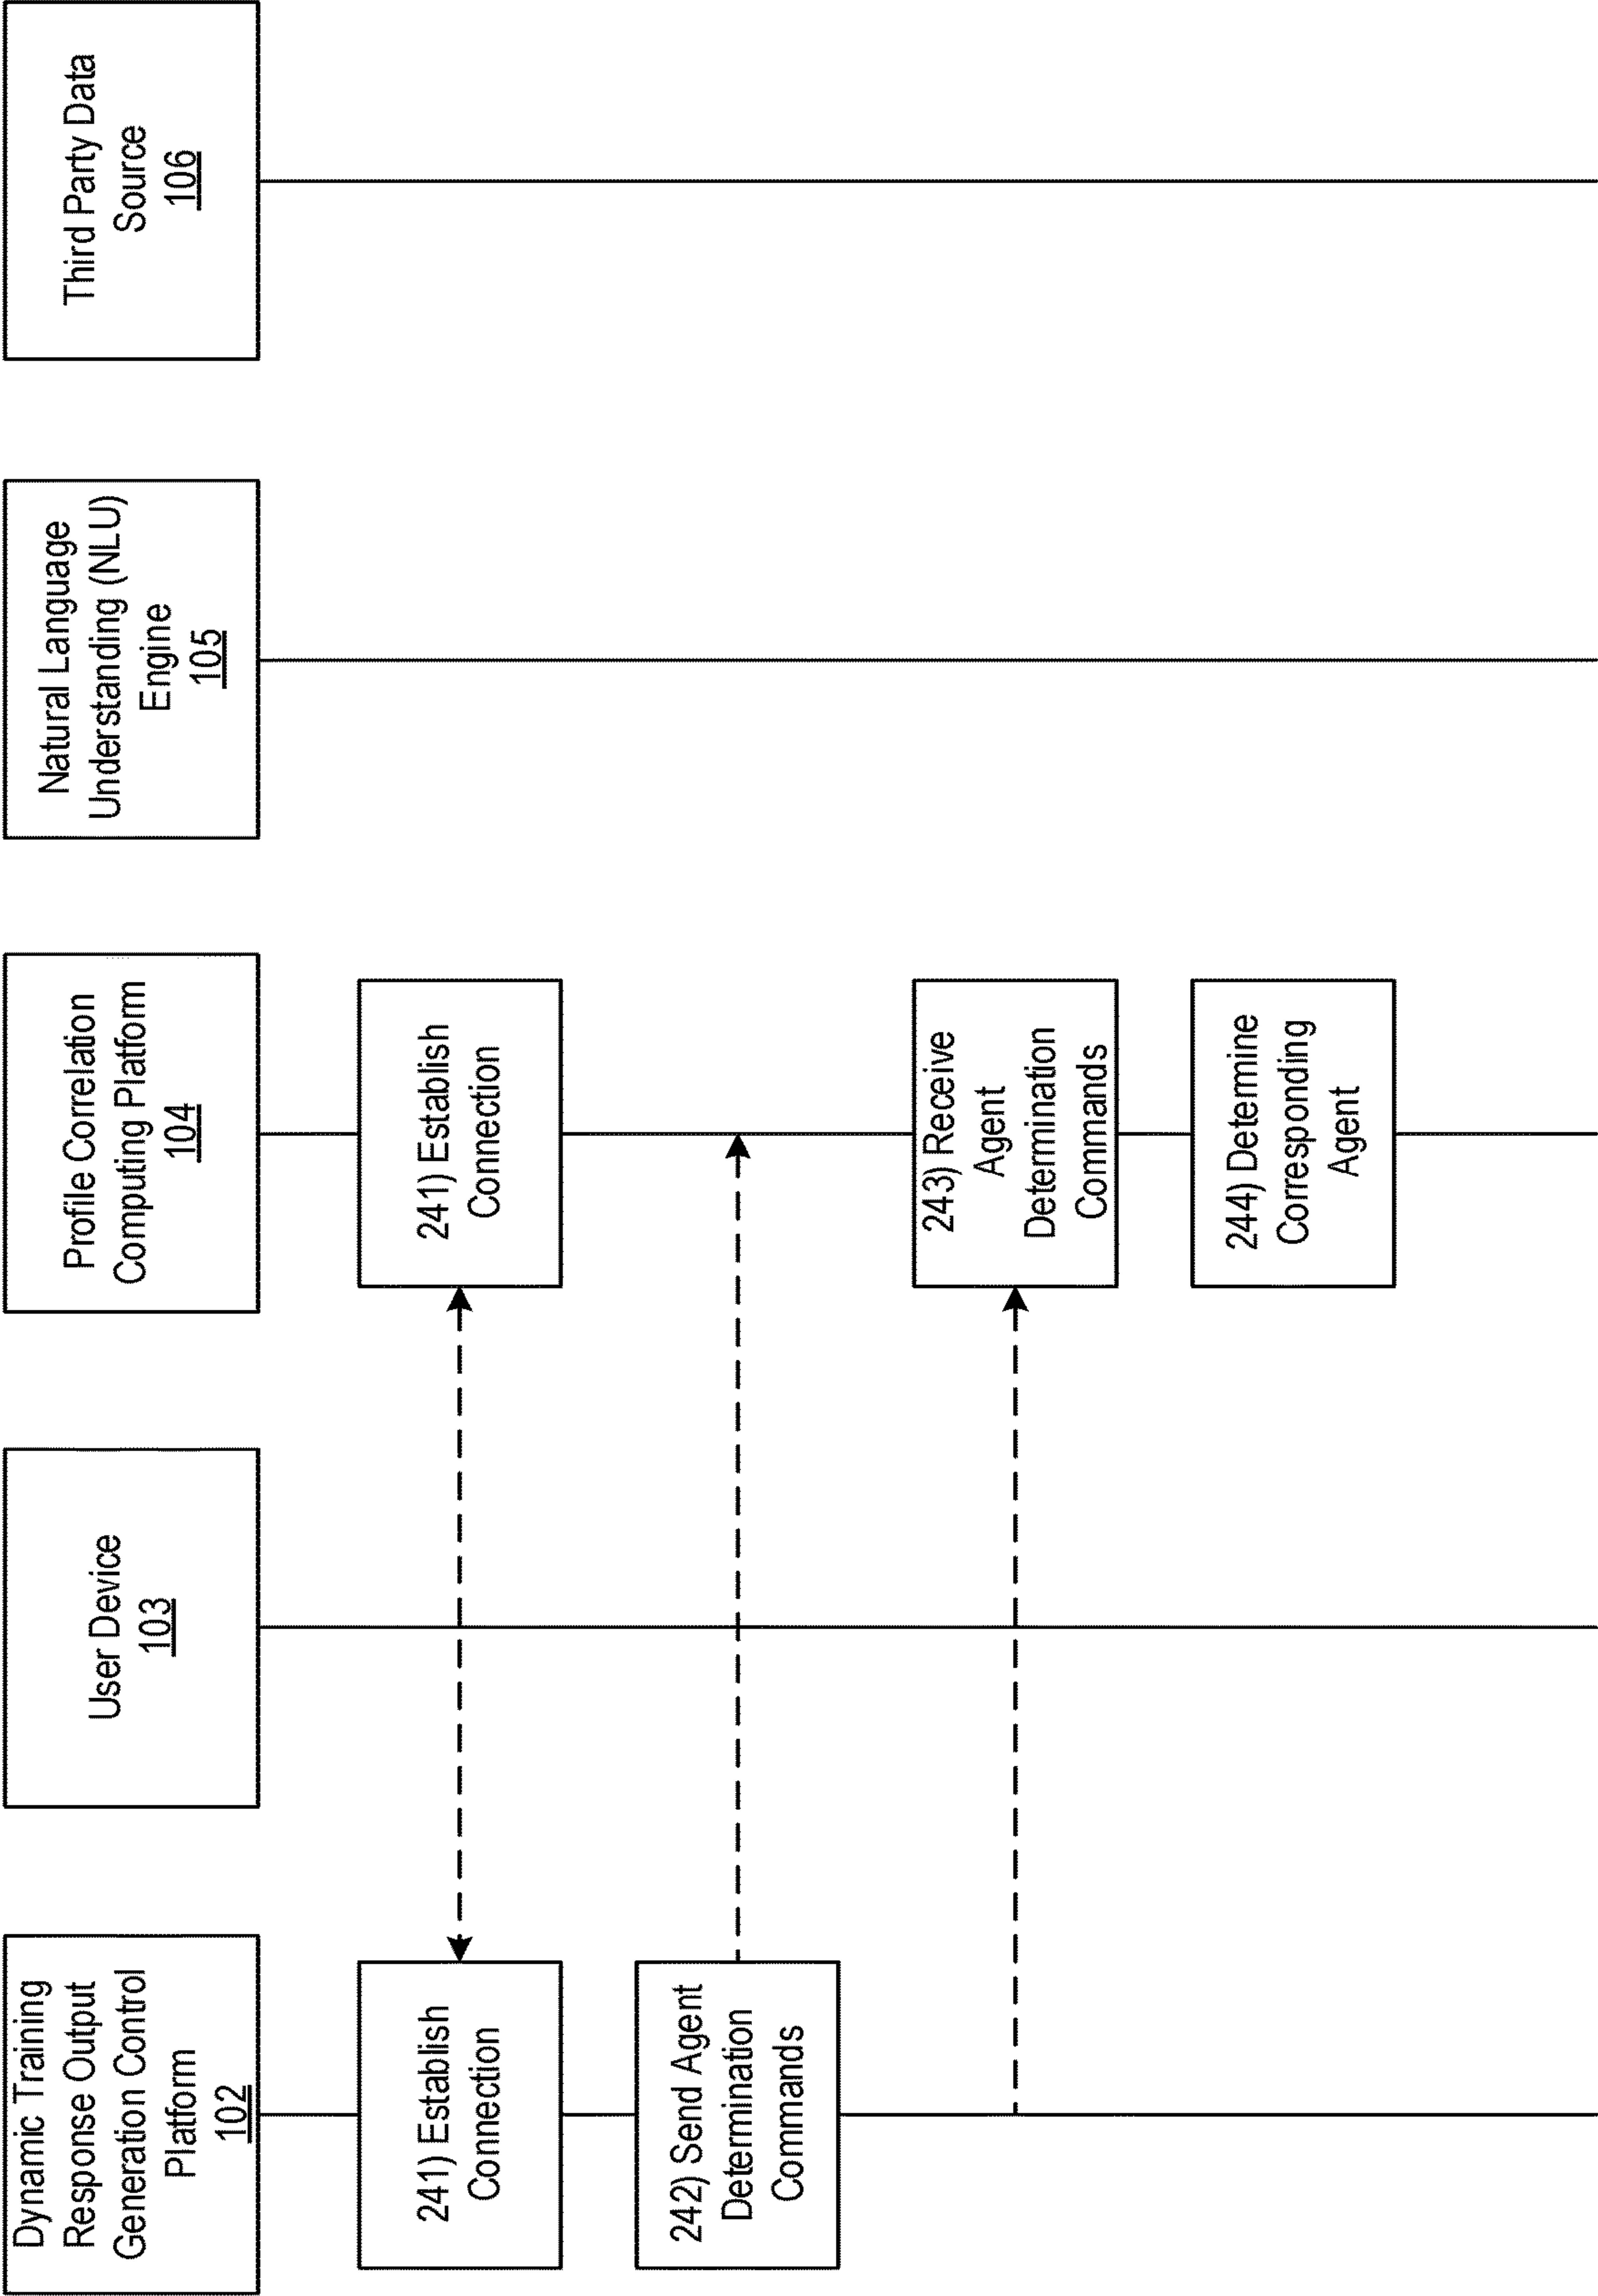 Dynamic Training
Response Output
Generation Control
Platform
102
User Device
103
Profile Correlation
Computing Platform
104
Natural Language
Understanding (NLU)
Engine
105
Third Party Data
Source
106
241) Establish
Connection
241) Establish
Connection
242) Send Agent
Determination
Commands
243) Receive
Agent
Determination
Commands
244) Determine
Corresponding
Agent